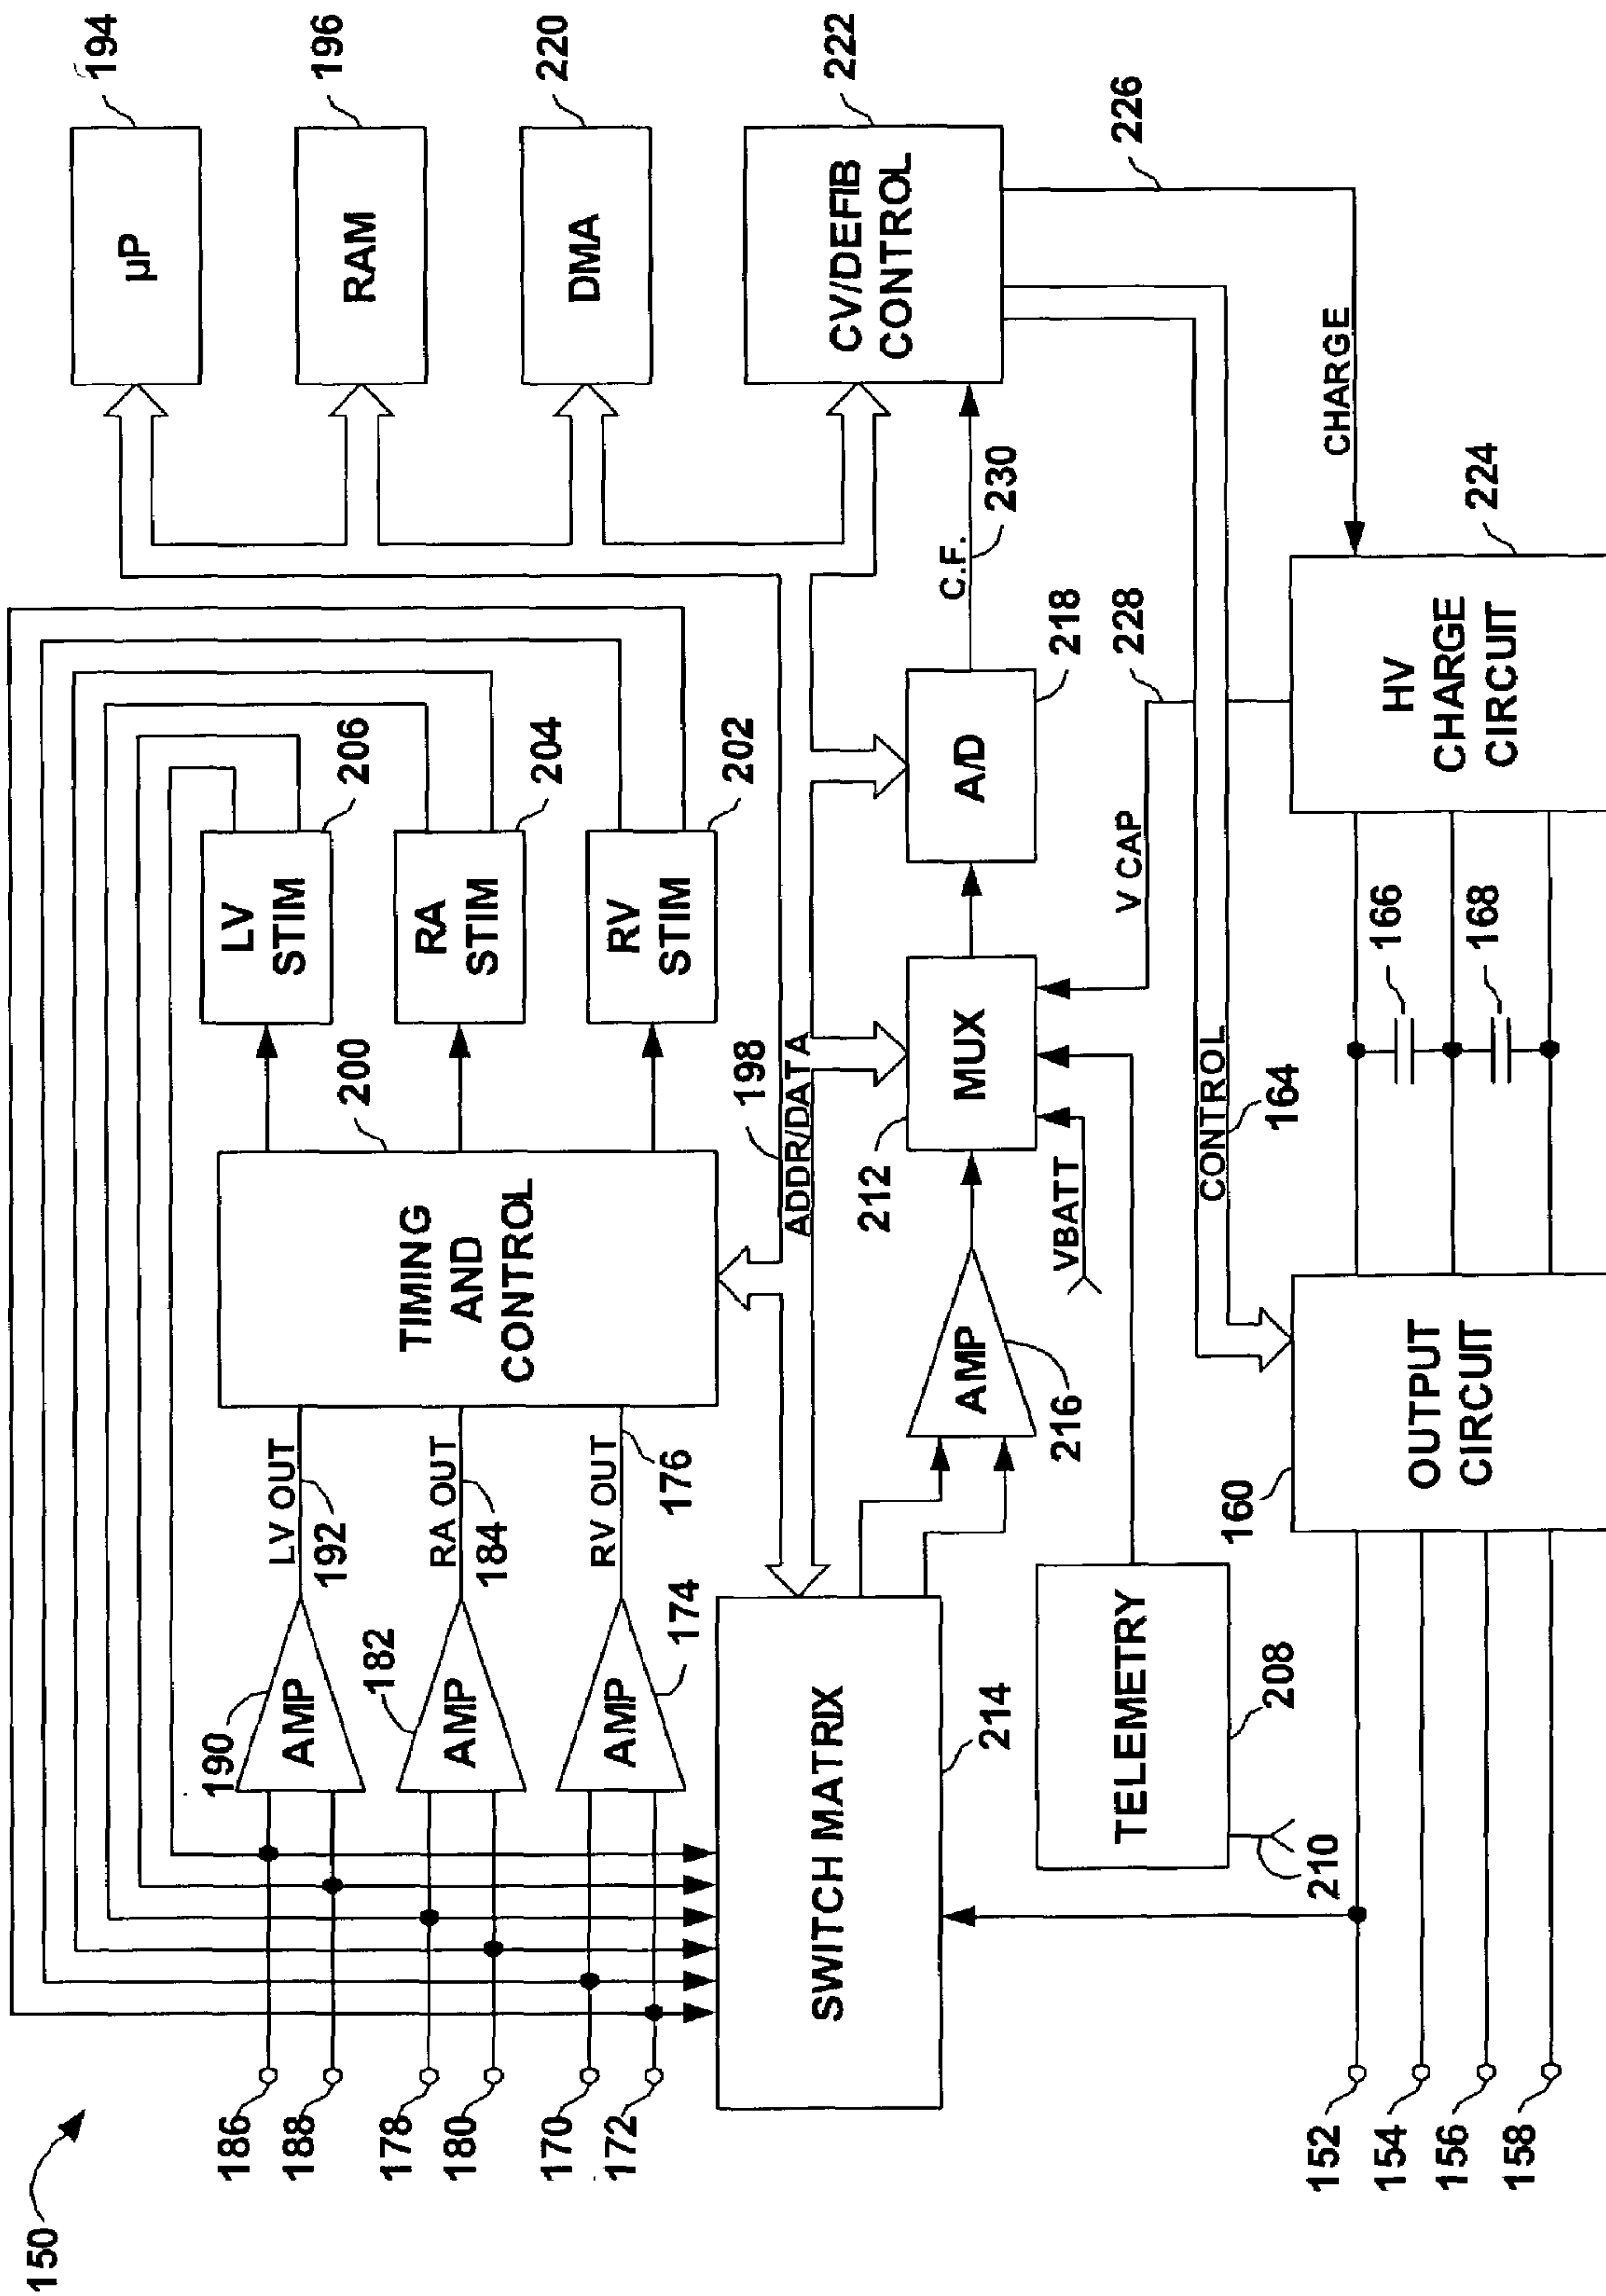 150
186
188
178
180
170
172
190
AMP
182
AMP
AMP
174
LV OUT
192
RA OUT
184
RV OUT
176
TIMING
AND
CONTROL
200
LV
STIM
206
RA
STIM
204
RV
STIM
202
µP
194
RAM
196
DMA
220
CV/DEFIB
CONTROL
222
198
ADDR/DATA
SWITCH MATRIX
214
AMP
216
212
MUX
VBATT
A/D
218
C.F.
230
V CAP
228
226
CHARGE
TELEMETRY
208
210
CONTROL
164
152
154
156
158
160
OUTPUT
CIRCUIT
166
168
HV
CHARGE
CIRCUIT
224